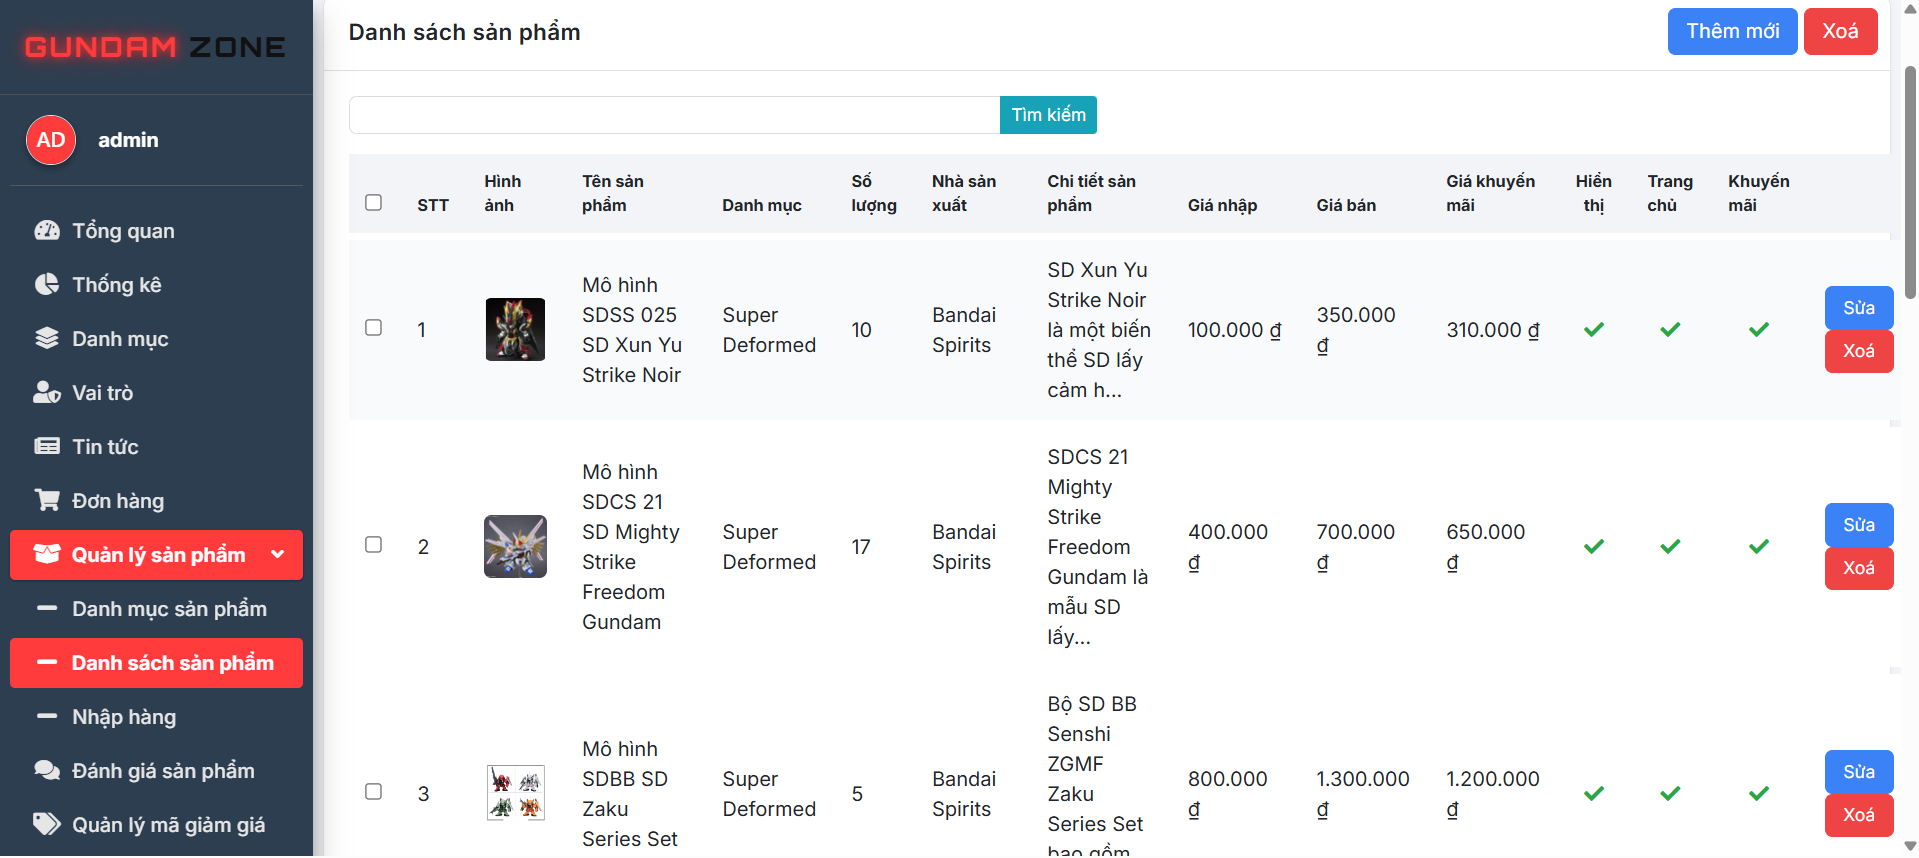 GUNDAM ZONE
AD admin
Tổng quan
Thống kê
Danh mục
Vai trò
Tin tức
Đơn hàng
Quản lý sản phẩm
Danh mục sản phẩm
Danh sách sản phẩm
Nhập hàng
Đánh giá sản phẩm
Quản lý mã giảm giá
Danh sách sản phẩm
Thêm mới
Xoá
Tìm kiếm
STT
Hình
ảnh
Tên sản
phẩm
Danh mục
Số
lượng
Nhà sản
xuất
Chi tiết sản
phẩm
Giá nhập
Giá bán
Giá khuyến
mãi
Hiển
thị
Trang
chủ
Khuyến
mãi
1
Mô hình
SDSS 025
SD Xun Yu
Strike Noir
Super
Deformed
10
Bandai
Spirits
SD Xun Yu
Strike Noir
là một biến
thể SD lấy
cảm h...
100.000 ₫
350.000
₫
310.000 ₫
Sửa
Xoá
2
Mô hình
SDCS 21
SD Mighty
Strike
Freedom
Gundam
Super
Deformed
17
Bandai
Spirits
SDCS 21
Mighty
Strike
Freedom
Gundam là
mẫu SD
lấy...
400.000
₫
700.000
₫
650.000
₫
Sửa
Xoá
3
Mô hình
SDBB SD
Zaku
Series Set
Super
Deformed
5
Bandai
Spirits
Bộ SD BB
Senshi
ZGMF
Zaku
Series Set
bao gồm
800.000
₫
1.300.000
₫
1.200.000
₫
Sửa
Xoá